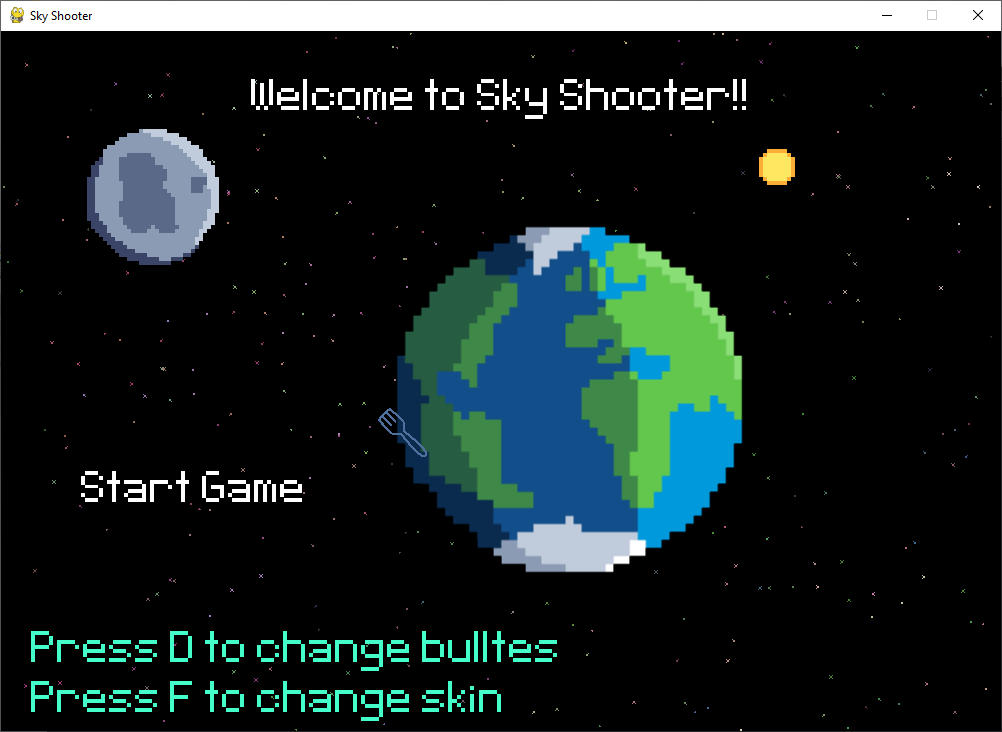 Sky Shooter
Welcome to Sky Shooter!!
Start Game
Press D to change bulltes
Press F to change skin